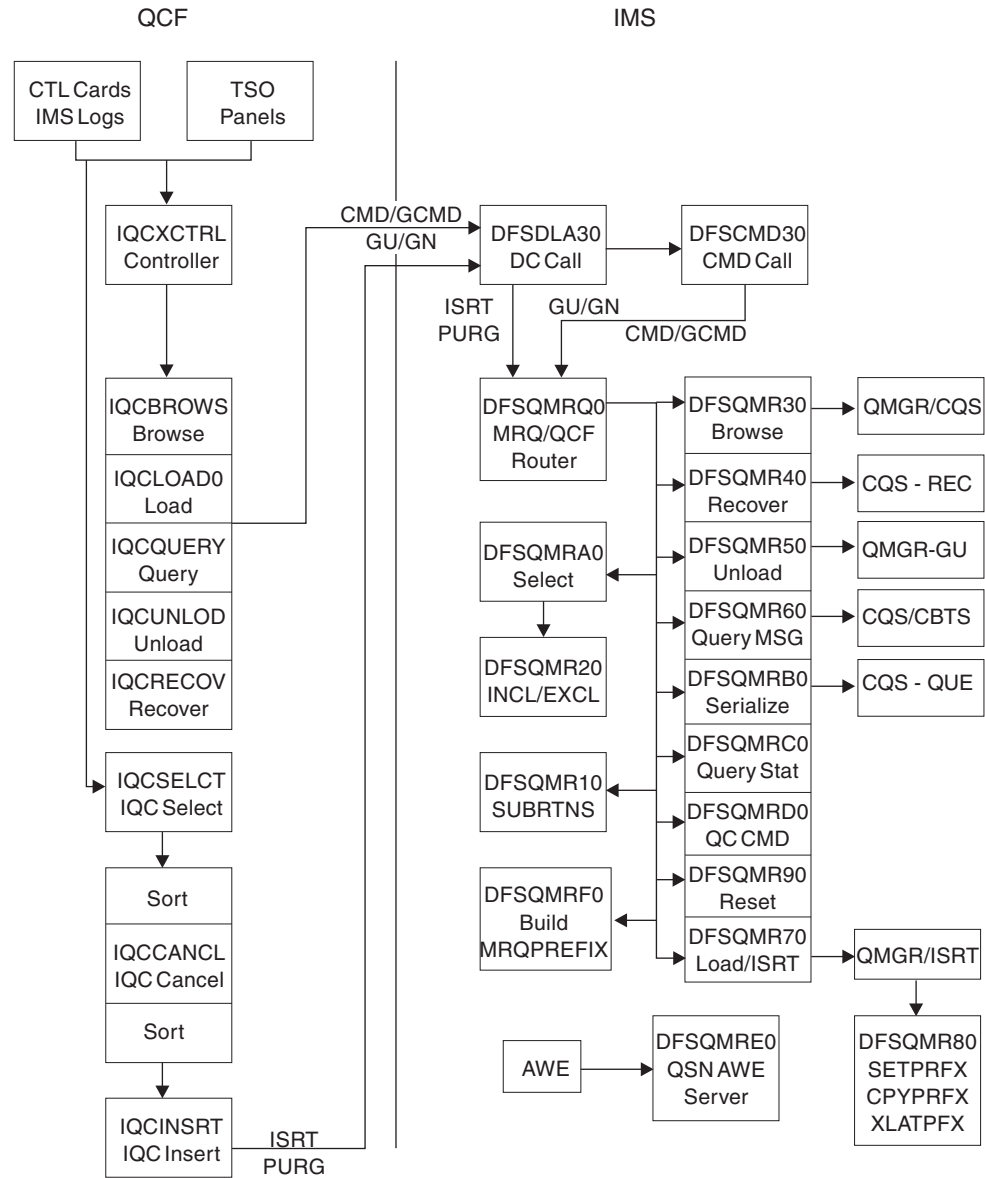 QCF
IMS
CTL Cards
IMS Logs
TSO
Panels
IQCXCTRL
Controller
CMD/GCMD
GU/GN
DFSDLA30
DC Call
DFSCMD30
CMD Call
ISRT
PURG
GU/GN
CMD/GCMD
IQCBROWS
Browse
IQCLOAD0
Load
IQCQUERY
Query
IQCUNLOD
Unload
IQCRECOV
Recover
DFSQMRQ0
MRQ/QCF
Router
DFSQMR30
Browse
QMGR/CQS
DFSQMR40
Recover
CQS - REC
DFSQMRA0
Select
DFSQMR50
Unload
QMGR-GU
DFSQMR60
Query MSG
CQS/CBTS
DFSQMR20
INCL/EXCL
DFSQMRB0
Serialize
CQS - QUE
IQCSELCT
IQC Select
DFSQMR10
SUBRTNS
DFSQMRC0
Query Stat
DFSQMRD0
QC CMD
Sort
IQCCANCL
IQC Cancel
Sort
DFSQMRF0
Build
MRQPREFIX
DFSQMR90
Reset
DFSQMR70
Load/ISRT
QMGR/ISRT
AWE
DFSQMRE0
QSN AWE
Server
DFSQMR80
SETPRFX
CPYPRFX
XLATPFX
IQCINSRT
IQC Insert
ISRT
PURG